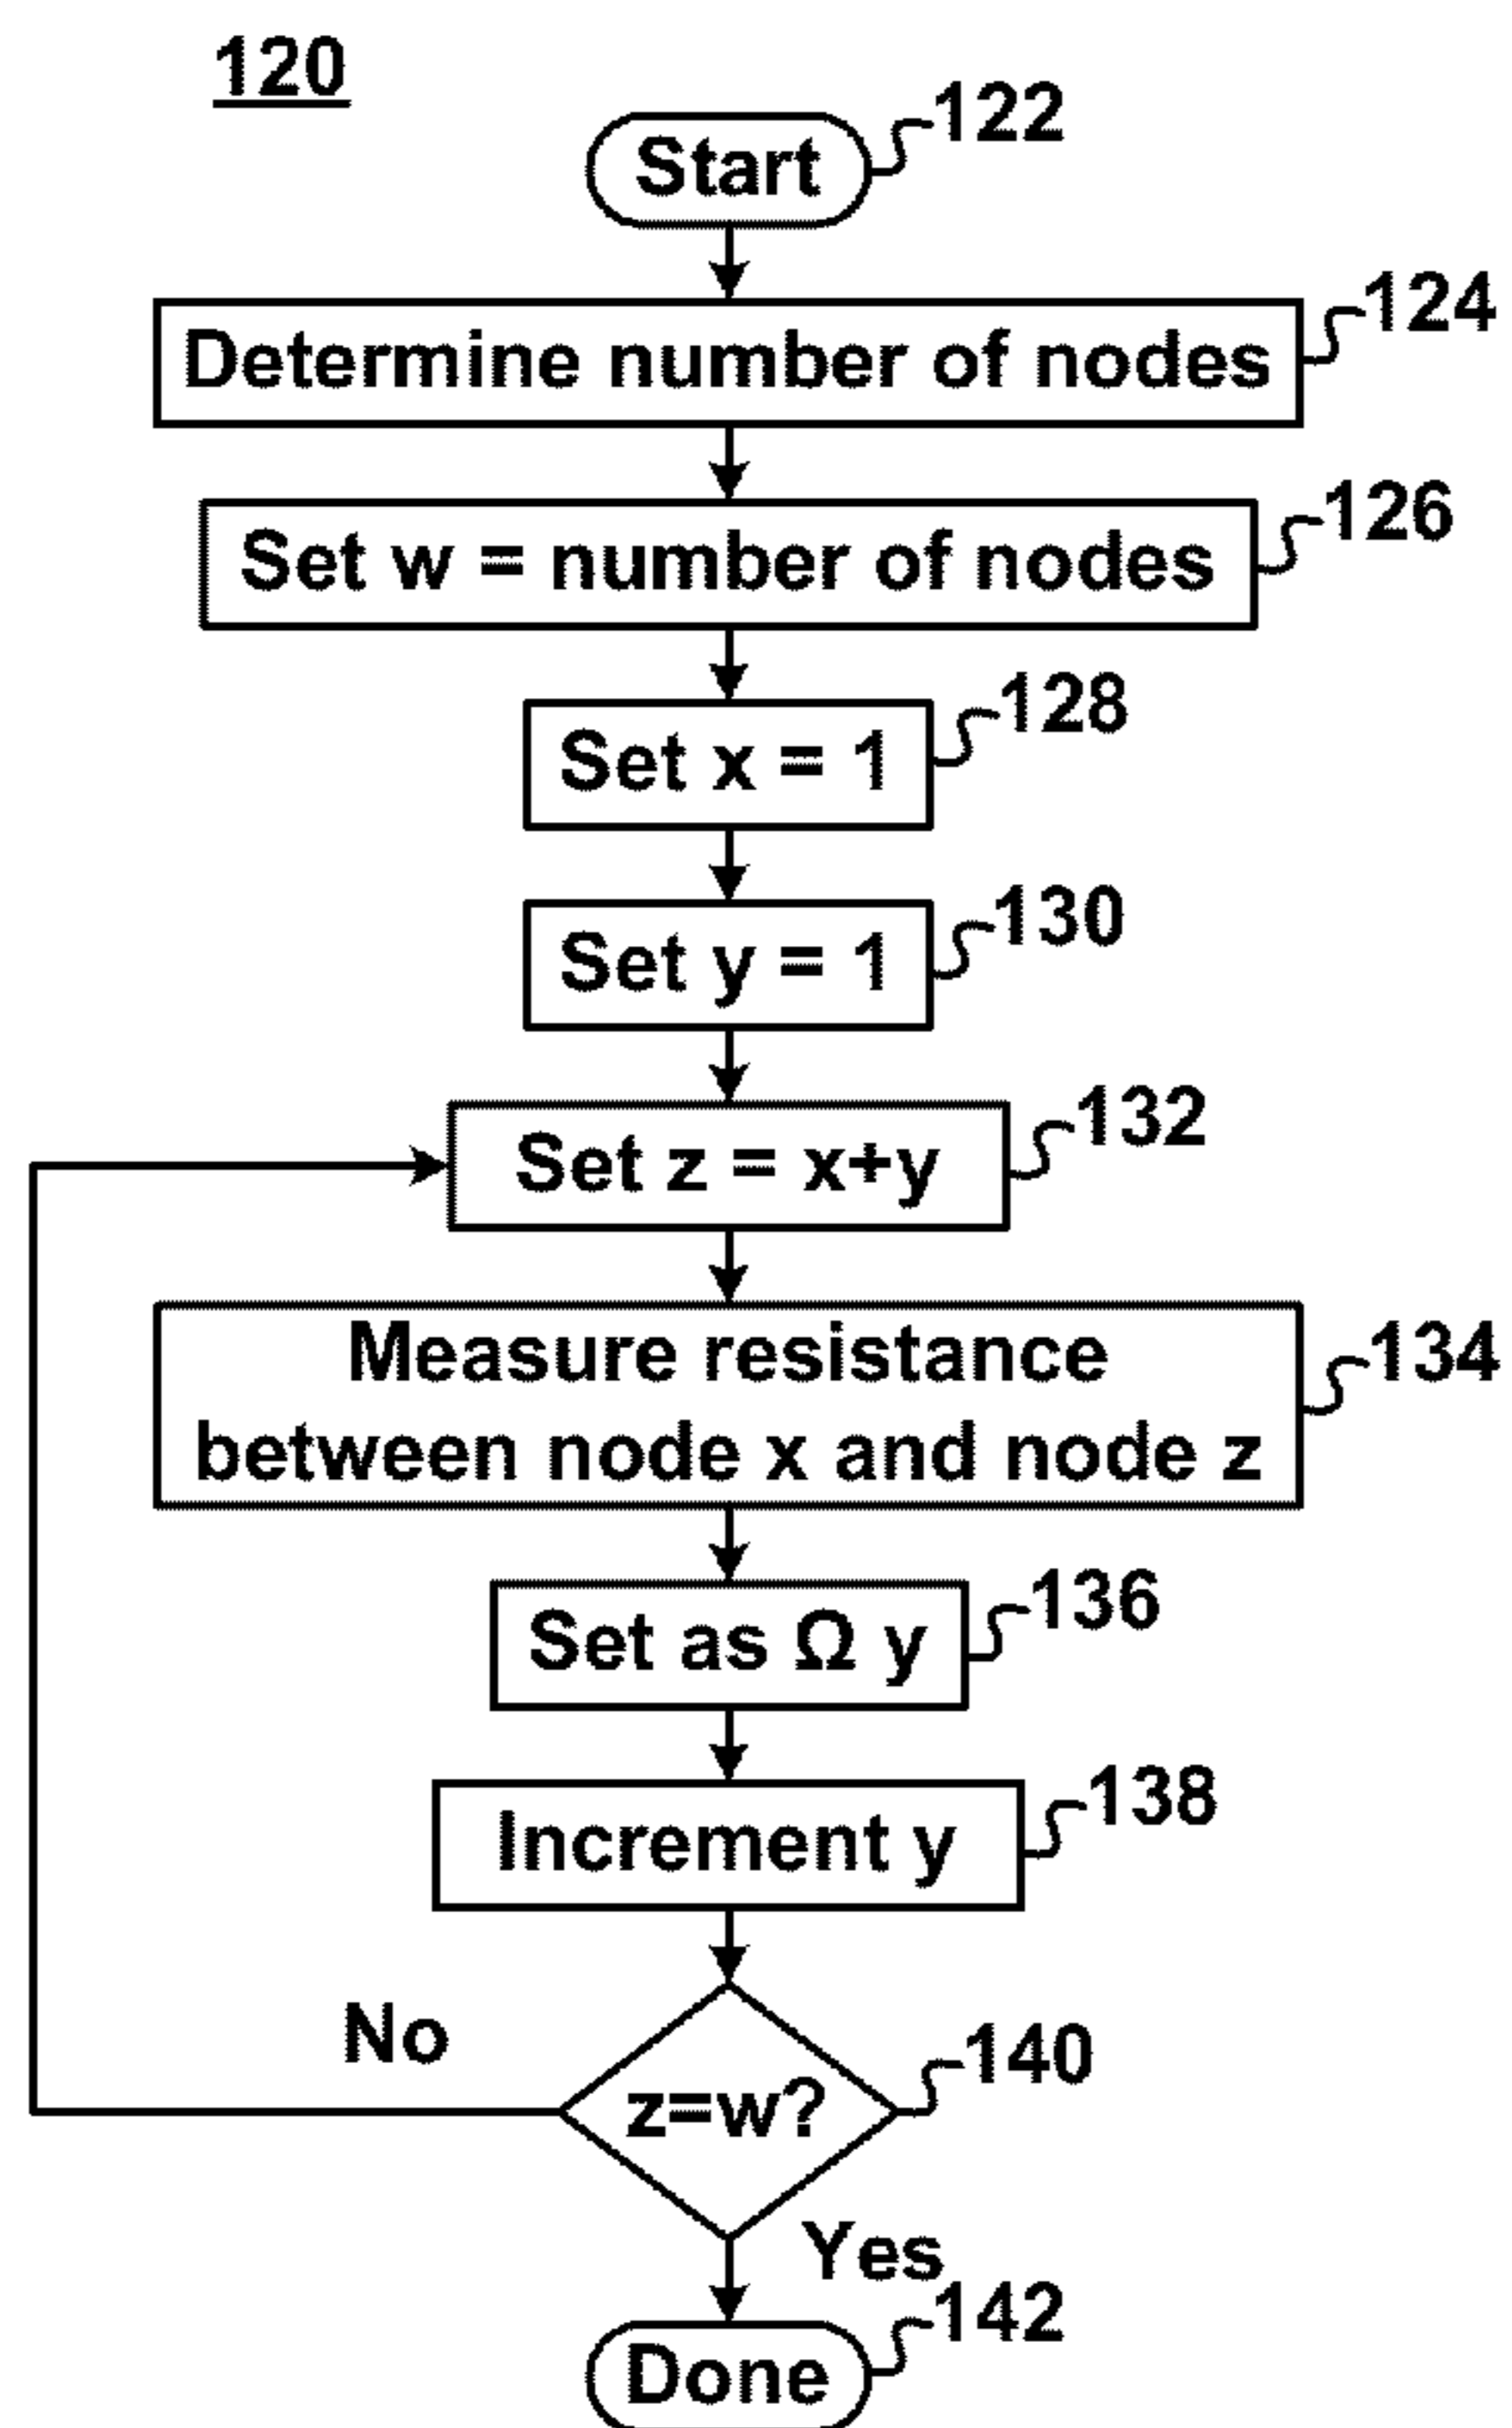 120
Start
122
Determine number of nodes
124
Set w = number of nodes
126
Set x = 1
128
Set y = 1
130
Set z = x+y
132
Measure resistance
between node x and node z
134
Set as Ω y
136
Increment y
138
No
z=w?
140
Yes
Done
142